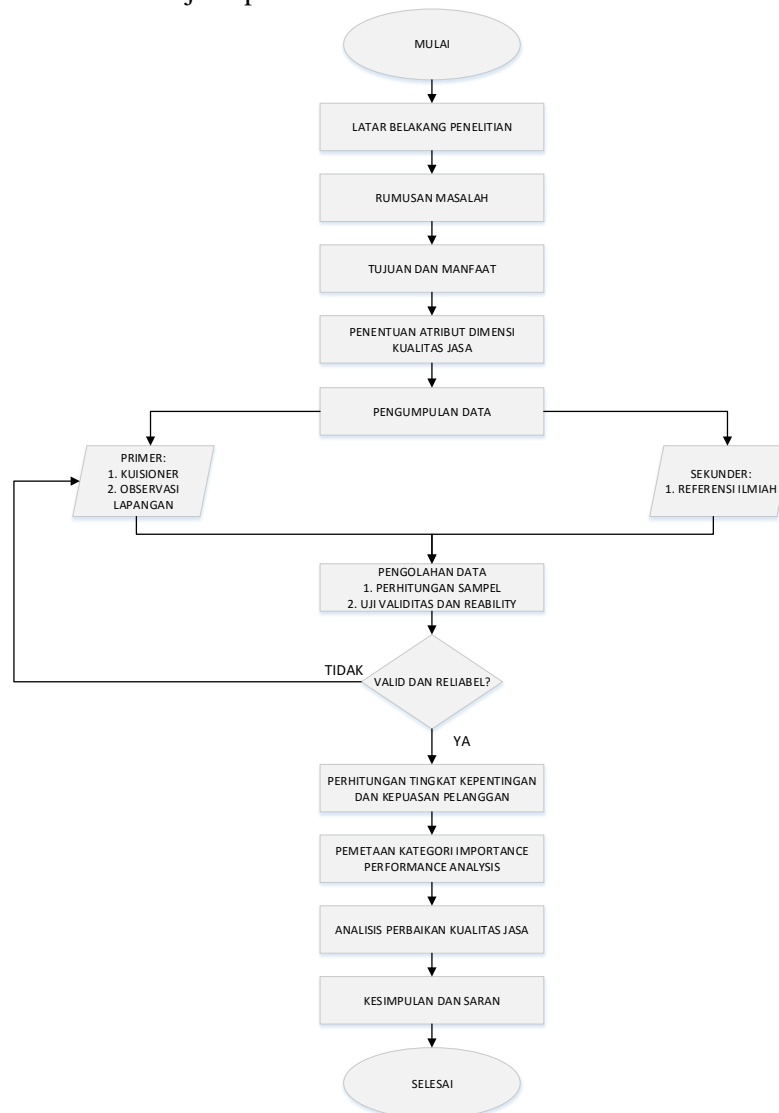 MULAI
LATAR BELAKANG PENELITIAN
RUMUSAN MASALAH
TUJUAN DAN MANFAAT
PENENTUAN ATRIBUT DIMENSI
KUALITAS JASA
PENGUMPULAN DATA
PRIMER:
1. KUISIONER
2. OBSERVASI
LAPANGAN
SEKUNDER:
1. REFERENSI ILMIAH
PENGOLAHAN DATA
1. PERHITUNGAN SAMPEL
2. UJI VALIDITAS DAN REABILITY
TIDAK
VALID DAN RELIABEL?
YA
PERHITUNGAN TINGKAT KEPENTINGAN
DAN KEPUASAN PELANGGAN
PEMETAAN KATEGORI IMPORTANCE
PERFORMANCE ANALYSIS
ANALISIS PERBAIKAN KUALITAS JASA
KESIMPULAN DAN SARAN
SELESAI